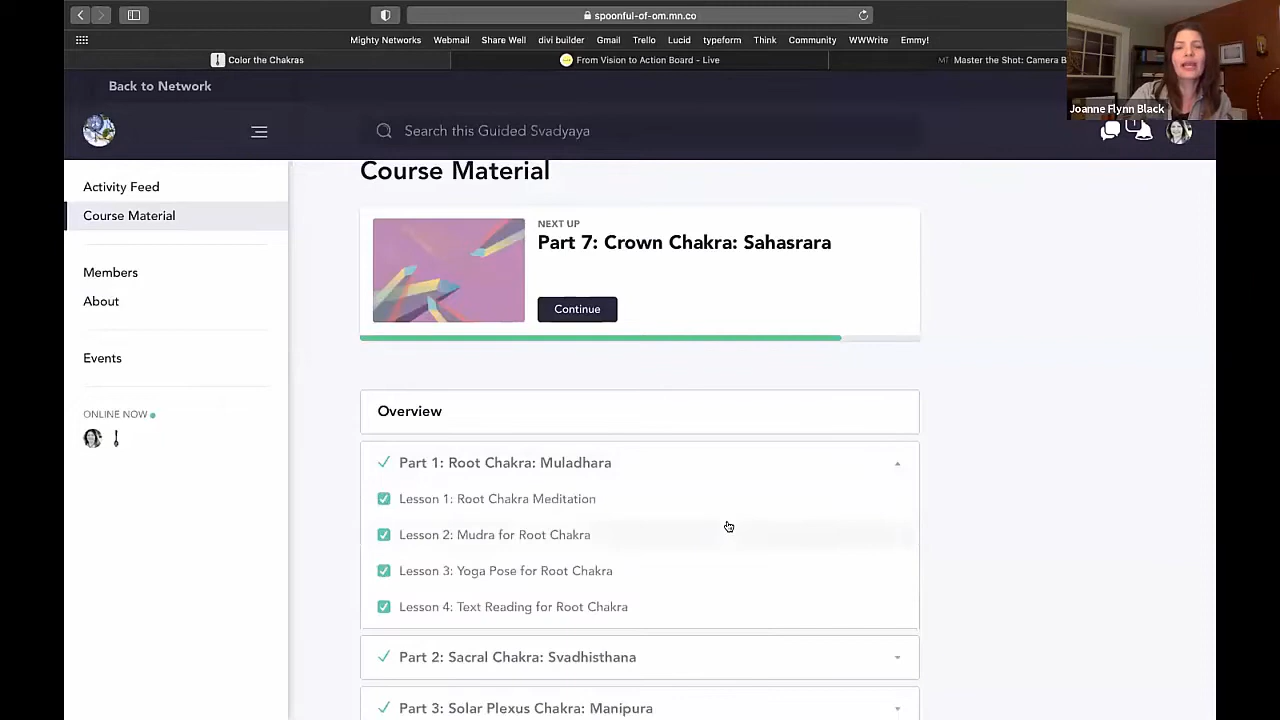 spoonful-of-om.mn.co
Mighty Networks Webmail Share Well divi builder Gmail Trello Lucid typeform Think Community WWWrite Emmy!
Color the Chakras From Vision to Action Board - Live MT Master the Shot: Camera B
Joanne Flynn Black
Back to Network
Search this Guided Svadyaya
Activity Feed
Course Material
Members
About
Events
ONLINE NOW
Course Material
NEXT UP
Part 7: Crown Chakra: Sahasrara
Continue
Overview
Part 1: Root Chakra: Muladhara
Lesson 1: Root Chakra Meditation
Lesson 2: Mudra for Root Chakra
Lesson 3: Yoga Pose for Root Chakra
Lesson 4: Text Reading for Root Chakra
Part 2: Sacral Chakra: Svadhisthana
Part 3: Solar Plexus Chakra: Manipura